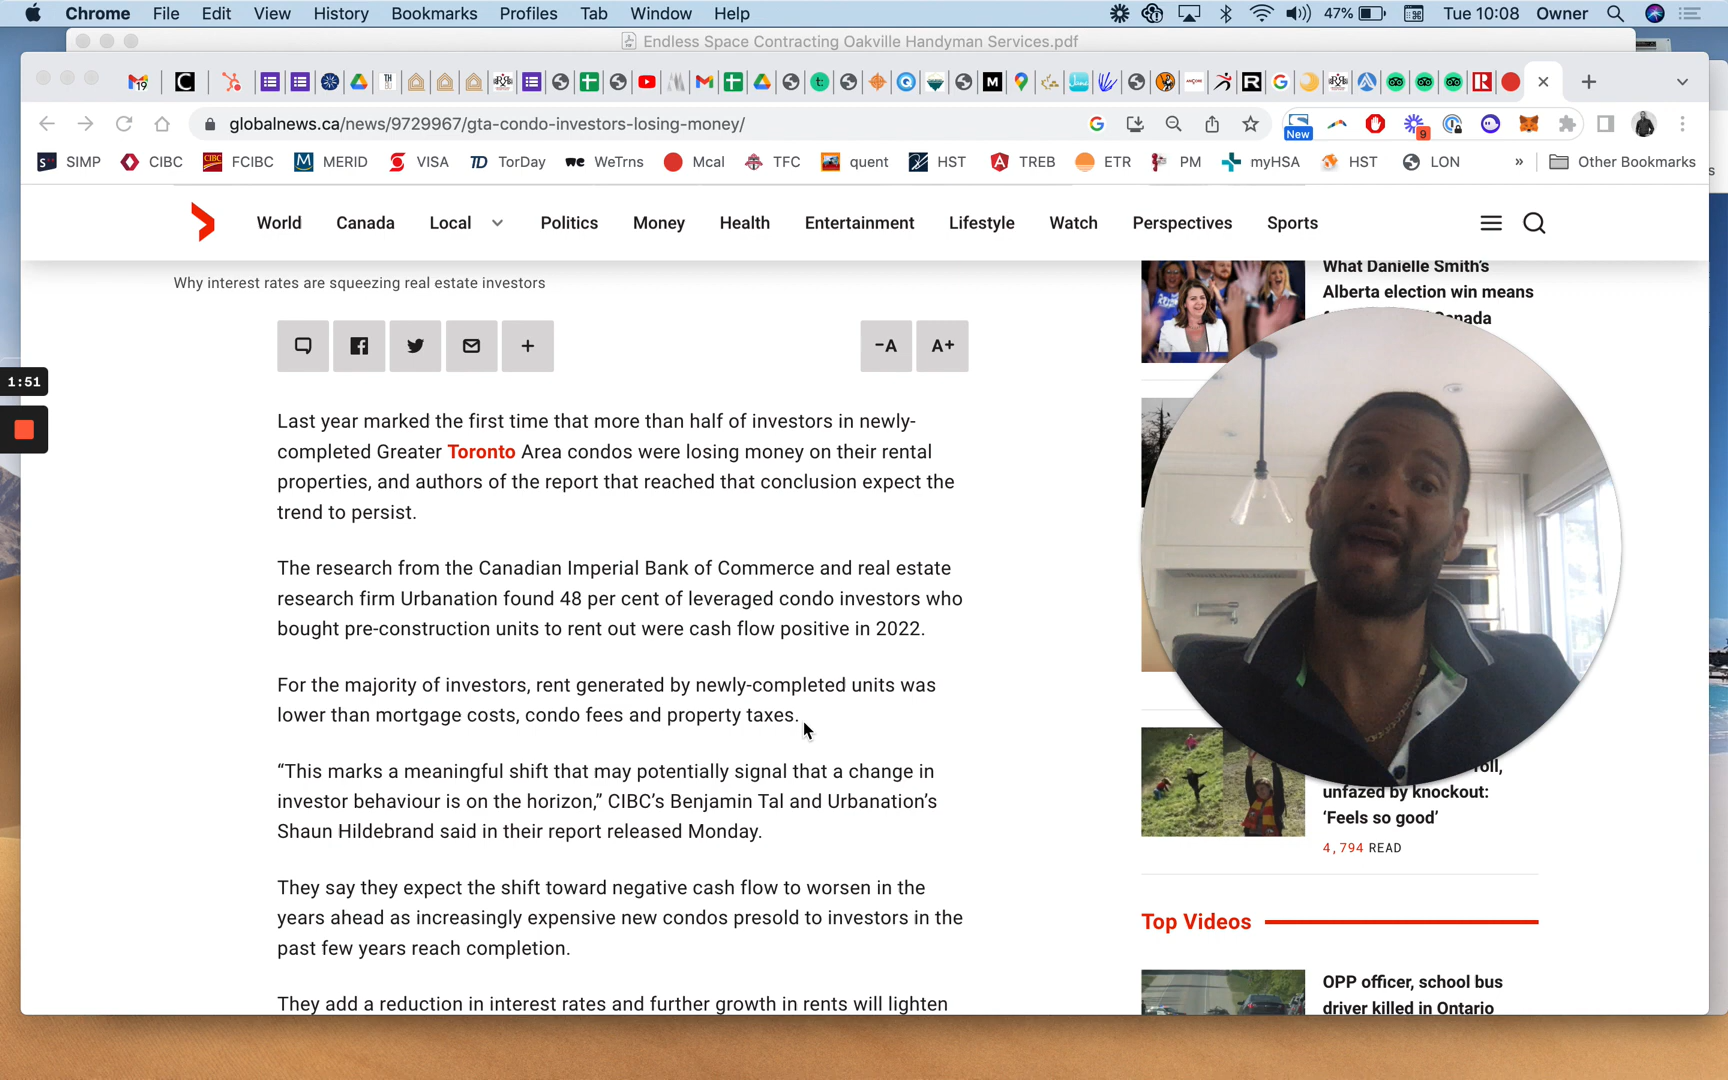 Chrome File Edit View History Bookmarks Profiles Tab Window Help 47% Tue 10:08 Owner
Endless Space Contracting Oakville Handyman Services.pdf
globalnews.ca/news/9729967/gta-condo-investors-losing-money/
New
9
SIMP CIBC FCIBC MERID VISA TorDay WeTrns Mcal TFC quent HST TREB ETR PM myHSA HST LON » Other Bookmarks
World Canada Local Politics Money Health Entertainment Lifestyle Watch Perspectives Sports
Why interest rates are squeezing real estate investors
-A A+
1:51
Last year marked the first time that more than half of investors in newly-
completed Greater Toronto Area condos were losing money on their rental
properties, and authors of the report that reached that conclusion expect the
trend to persist.
The research from the Canadian Imperial Bank of Commerce and real estate
research firm Urbanation found 48 per cent of leveraged condo investors who
bought pre-construction units to rent out were cash flow positive in 2022.
For the majority of investors, rent generated by newly-completed units was
lower than mortgage costs, condo fees and property taxes.
“This marks a meaningful shift that may potentially signal that a change in
investor behaviour is on the horizon,” CIBC’s Benjamin Tal and Urbanation’s
Shaun Hildebrand said in their report released Monday.
They say they expect the shift toward negative cash flow to worsen in the
years ahead as increasingly expensive new condos presold to investors in the
past few years reach completion.
They add a reduction in interest rates and further growth in rents will lighten
What Danielle Smith’s
Alberta election win means
unfazed by knockout:
‘Feels so good’
4,794 READ
Top Videos
OPP officer, school bus
driver killed in Ontario